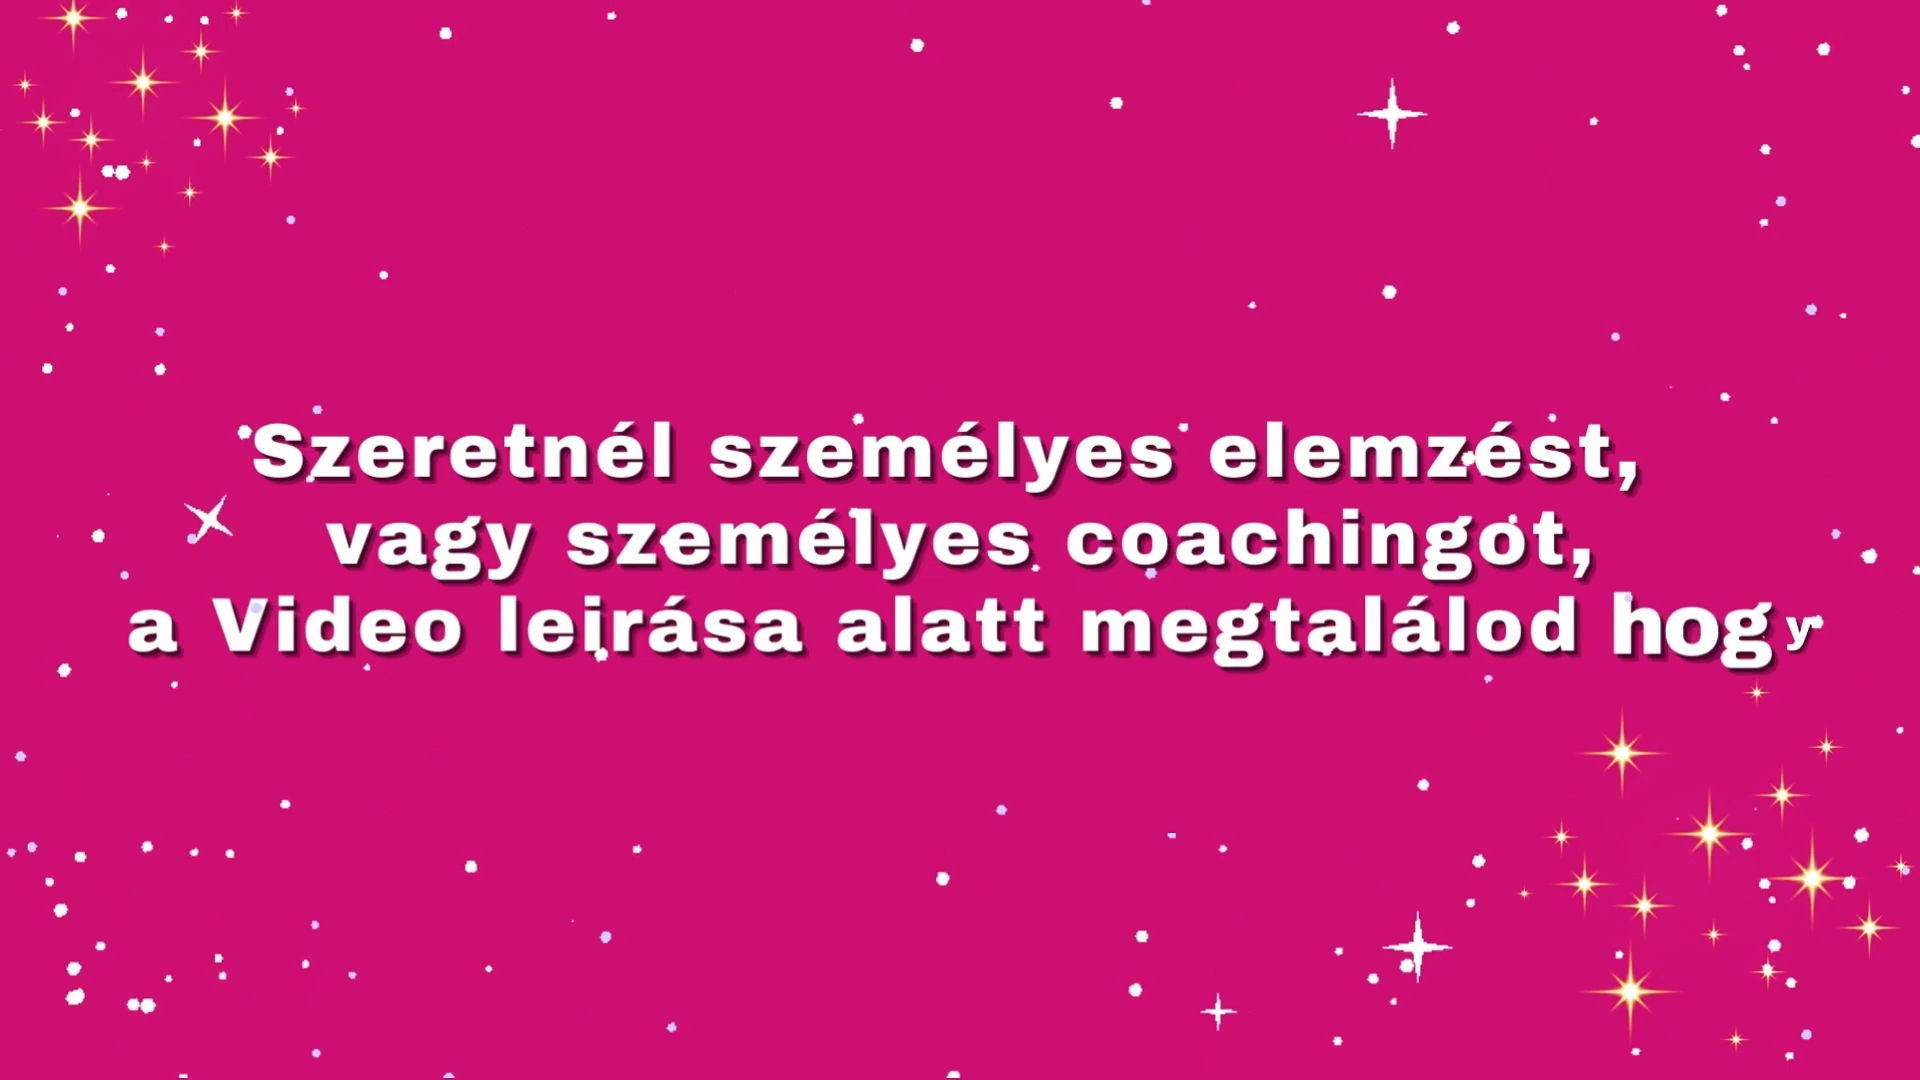 Szeretnél személyes elemzést,
vagy személyes coachingot,
a Video leirása alatt megtalálod hogy